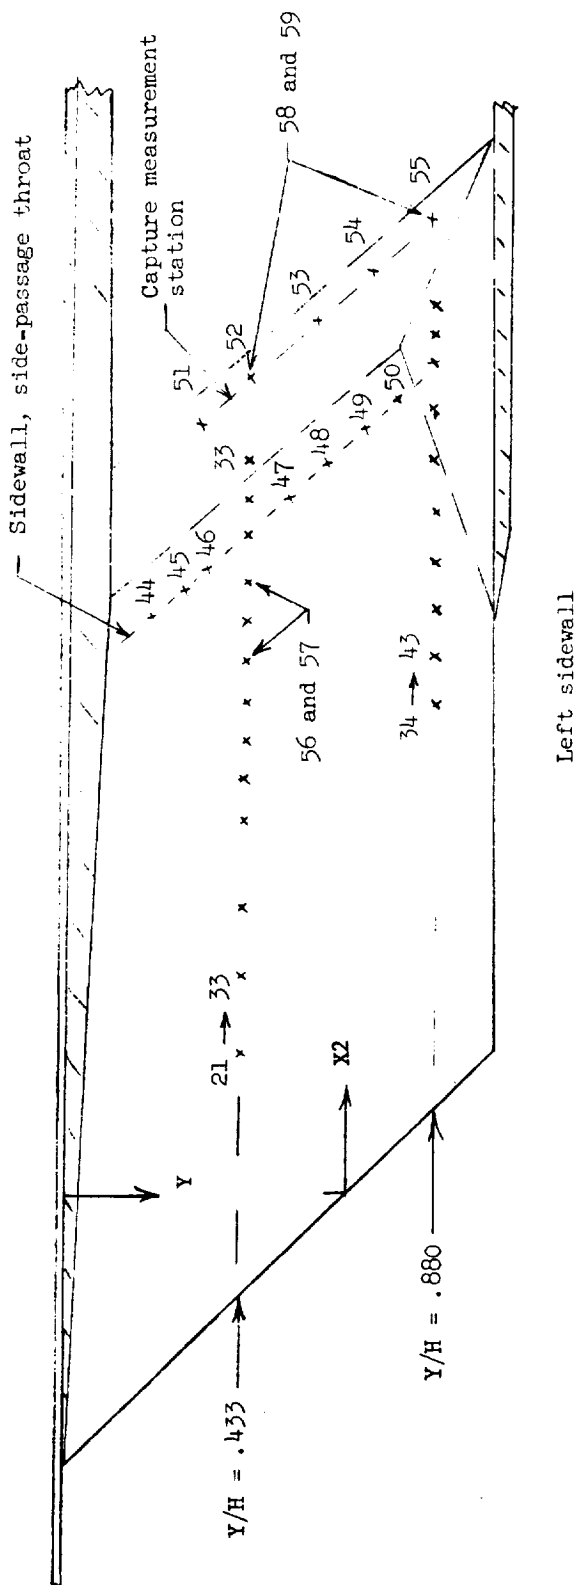 Sidewall, side-passage throat
Capture measurement
station
58 and 59
51
52
53
54
55
33
44
45
46
47
48
49
50
56 and 57
21 → 33
34 → 43
Y
X2
Y/H = .433
Y/H = .880
Left sidewall